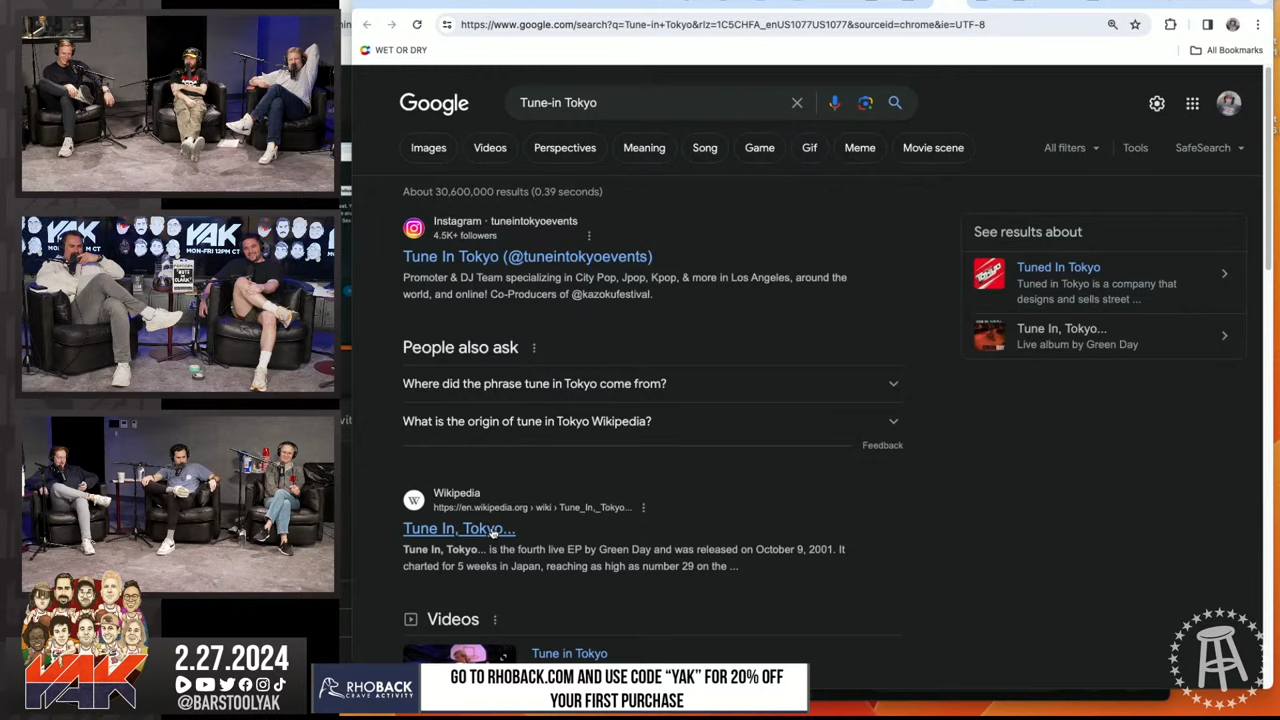 https://www.google.com/search?q=Tune-in+Tokyo&rlz=1C5CHFA_enUS1077US1077&sourceid=chrome&ie=UTF-8
WET OR DRY
All Bookmarks
Google
Tune-in Tokyo
Images
Videos
Perspectives
Meaning
Song
Game
Gif
Meme
Movie scene
All filters
Tools
SafeSearch
About 30,600,000 results (0.39 seconds)
Instagram · tuneintokyoevents
4.5K+ followers
Tune In Tokyo (@tuneintokyoevents)
Promoter & DJ Team specializing in City Pop, Jpop, Kpop, & more in Los Angeles, around the
world, and online! Co-Producers of @kazokufestival.
See results about
Tuned In Tokyo
Tuned in Tokyo is a company that
designs and sells street ...
Tune In, Tokyo...
Live album by Green Day
People also ask
Where did the phrase tune in Tokyo come from?
What is the origin of tune in Tokyo Wikipedia?
Feedback
Wikipedia
https://en.wikipedia.org › wiki › Tune_In,_Tokyo...
Tune In, Tokyo...
Tune In, Tokyo... is the fourth live EP by Green Day and was released on October 9, 2001. It
charted for 5 weeks in Japan, reaching as high as number 29 on the ...
Videos
Tune in Tokyo
YAK
YAK
MON-FRI 12PM CT
YAK
2.27.2024
@BARSTOOLYAK
RHOBACK
CRAVE ACTIVITY
GO TO RHOBACK.COM AND USE CODE “YAK” FOR 20% OFF
YOUR FIRST PURCHASE